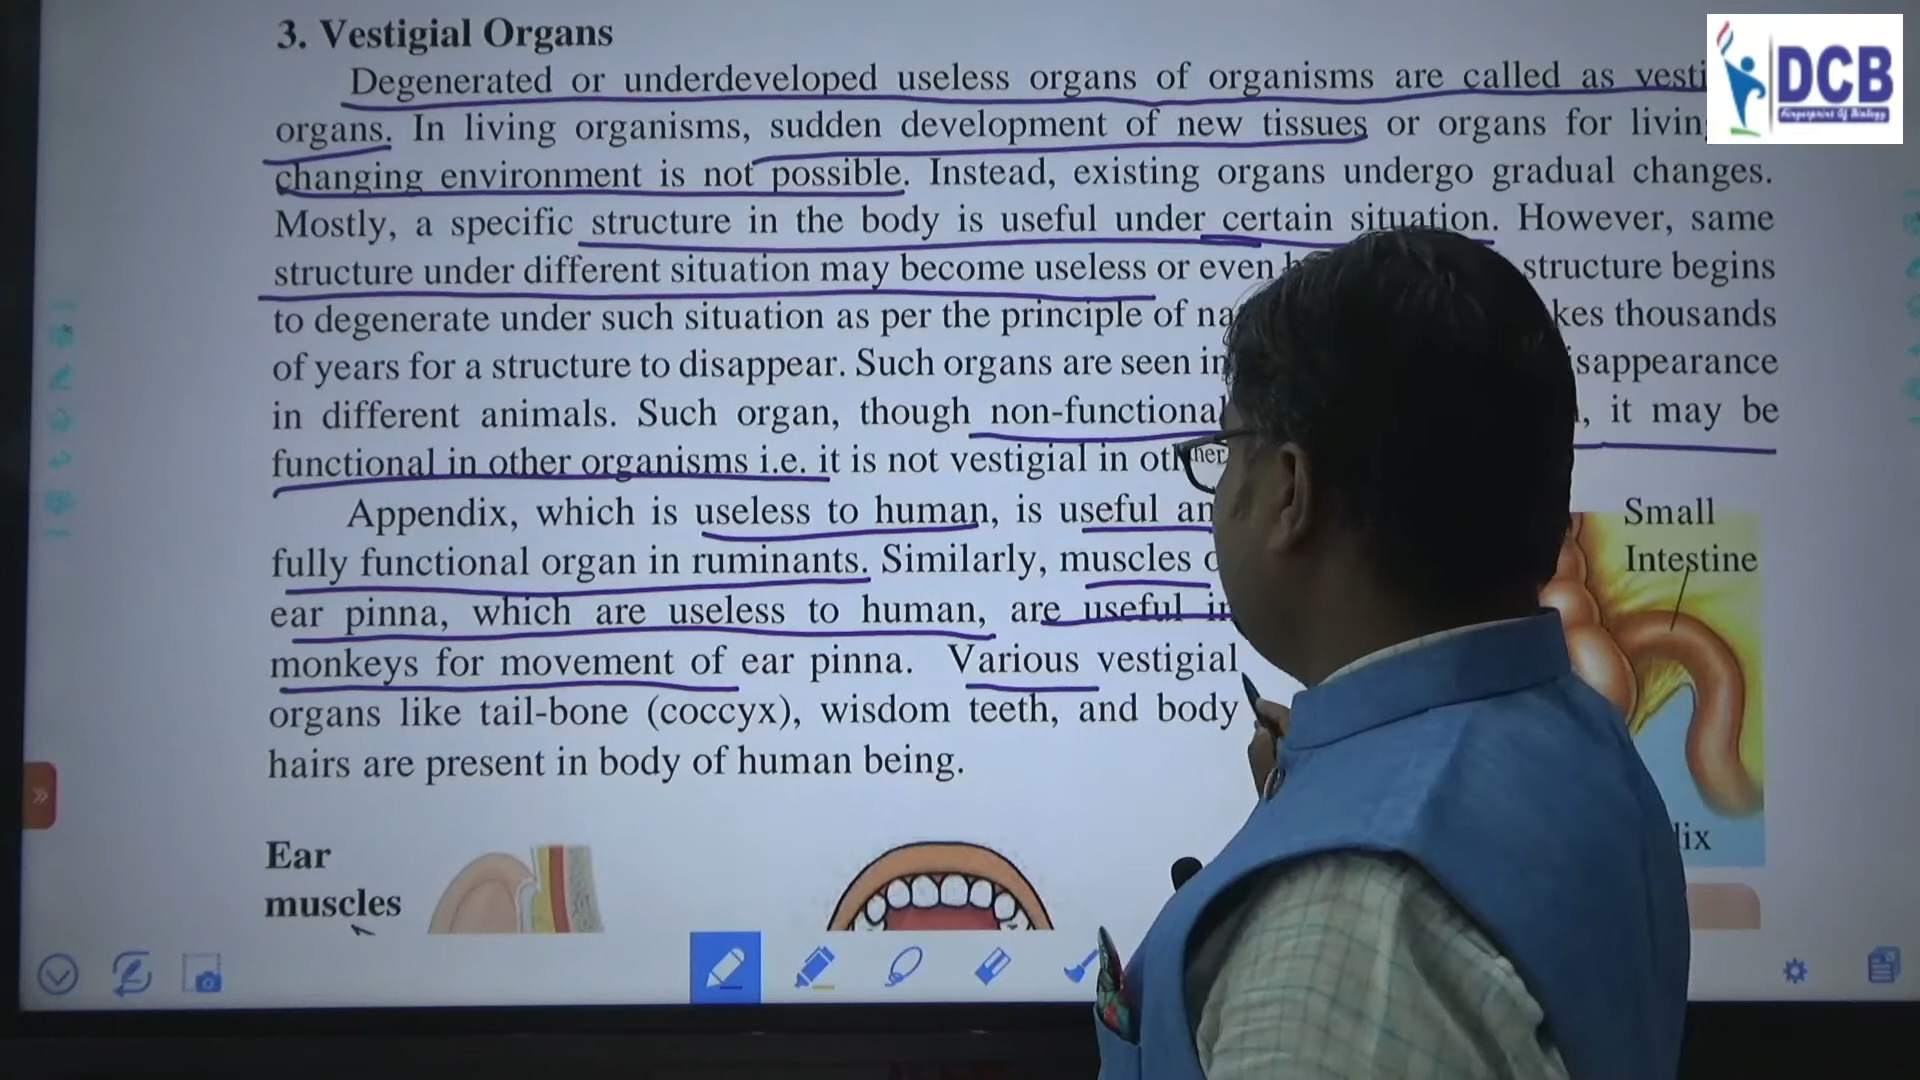 3. Vestigial Organs
Degenerated or underdeveloped useless organs of organisms are called as vesti
organs. In living organisms, sudden development of new tissues or organs for livin
changing environment is not possible. Instead, existing organs undergo gradual changes.
Mostly, a specific structure in the body is useful under certain situation. However, same
structure under different situation may become useless or even structure begins
to degenerate under such situation as per the principle of na kes thousands
of years for a structure to disappear. Such organs are seen in isappearance
in different animals. Such organ, though non-functional , it may be
functional in other organisms i.e. it is not vestigial in other
Appendix, which is useless to human, is useful an
fully functional organ in ruminants. Similarly, muscles
ear pinna, which are useless to human, are useful in
monkeys for movement of ear pinna. Various vestigial
organs like tail-bone (coccyx), wisdom teeth, and body
hairs are present in body of human being.
Small
Intestine
dix
Ear
muscles
DCB
Fingerprint Of Biology